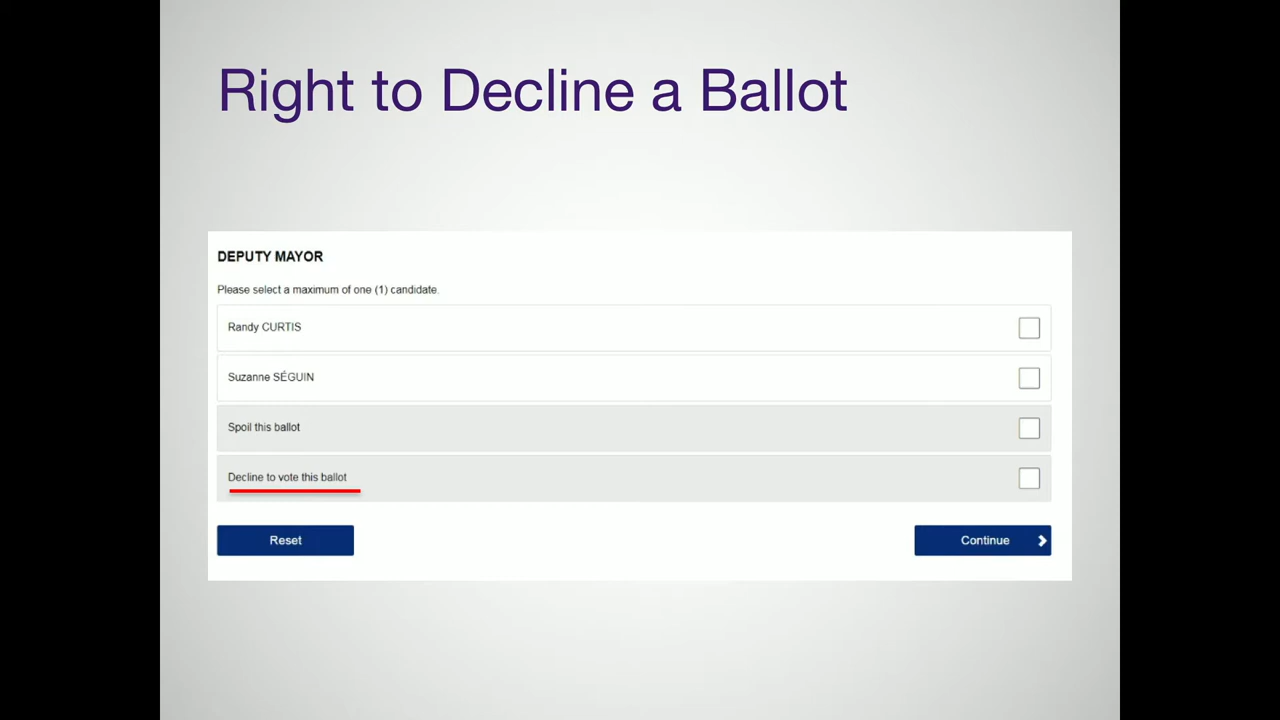 Right to Decline a Ballot
DEPUTY MAYOR
Please select a maximum of one (1) candidate.
Randy CURTIS
Suzanne SÉGUIN
Spoil this ballot
Decline to vote this ballot
Reset
Continue